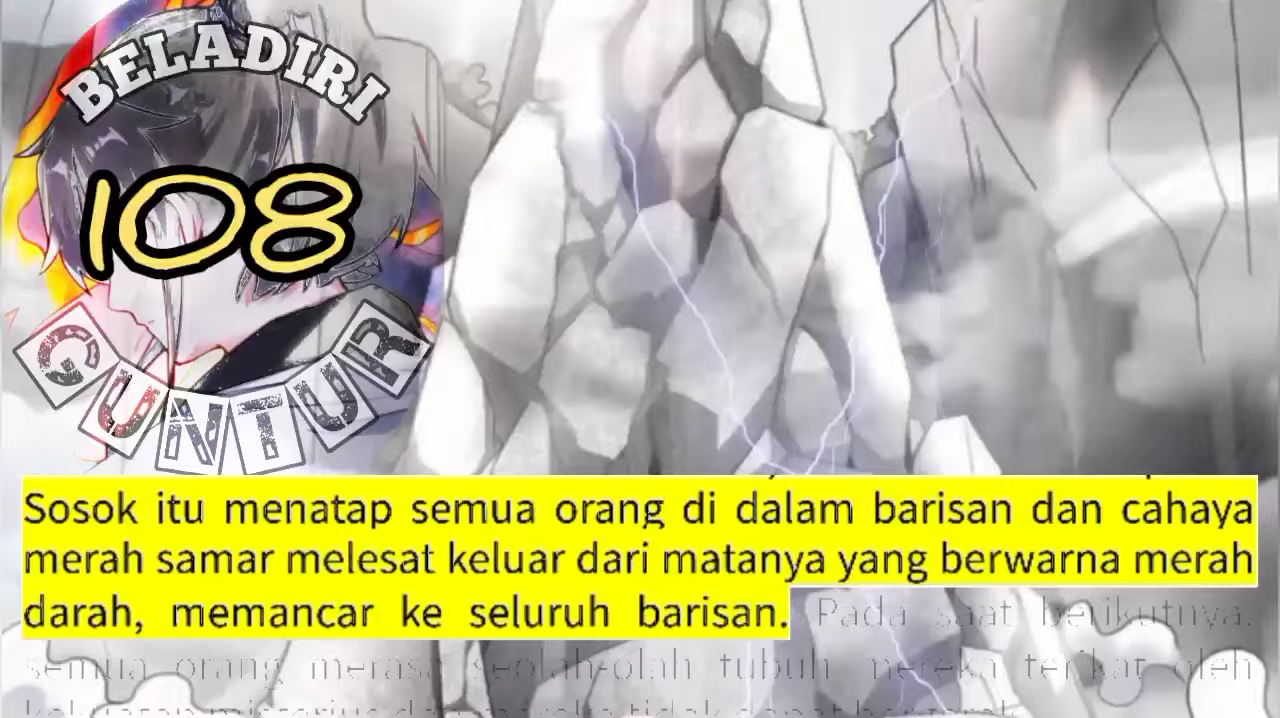 BELADIRI
108
GUNTUR
Sosok itu menatap semua orang di dalam barisan dan cahaya
merah samar melesat keluar dari matanya yang berwarna merah
darah, memancar ke seluruh barisan. Pada saat berikutnya,
semua orang merasa seolah-olah tubuh mereka terikat oleh